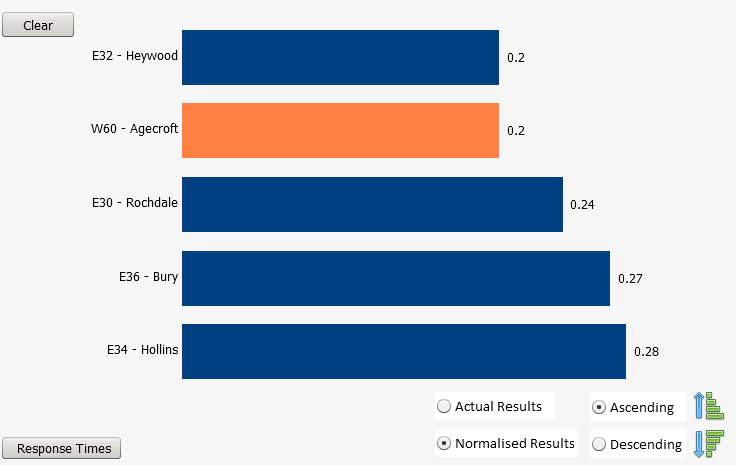 Clear
E32 - Heywood 0.2
W60 - Agecroft 0.2
E30 - Rochdale 0.24
E36 - Bury 0.27
E34 - Hollins 0.28
Actual Results Ascending
Normalised Results Descending
Response Times